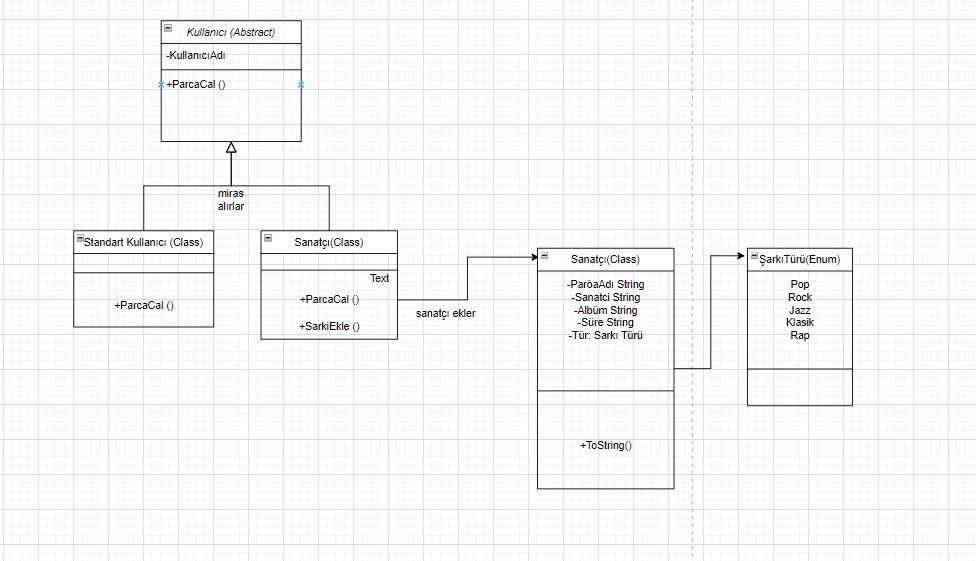 Kullanıcı (Abstract)
-KullanıcıAdı
+ParcaCal ()
miras
alırlar
Standart Kullanıcı (Class)
+ParcaCal ()
Sanatçı(Class)
Text
+ParcaCal ()
+SarkiEkle ()
sanatçı ekler
Sanatçı(Class)
-ParöaAdı String
-Sanatci String
-Albüm String
-Süre String
-Tür: Sarkı Türü
+ToString()
ŞarkıTürü(Enum)
Pop
Rock
Jazz
Klasik
Rap